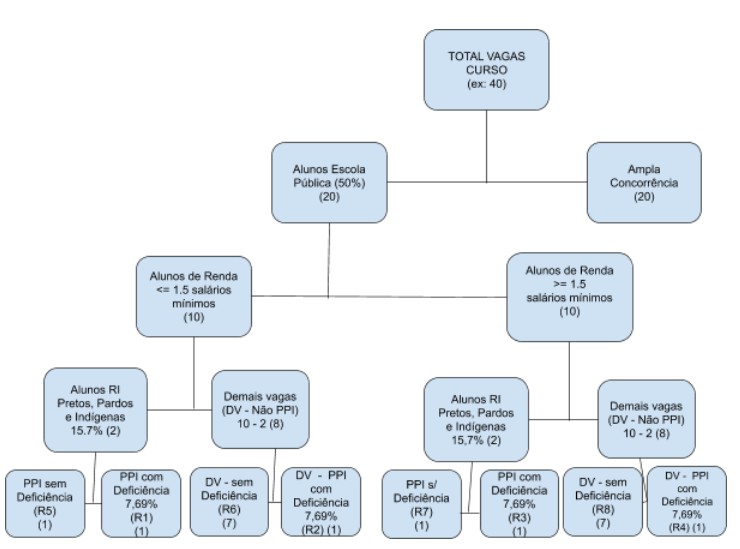 TOTAL VAGAS
CURSO
(ex: 40)
Alunos Escola
Pública (50%)
(20)
Ampla
Concorrência
(20)
Alunos de Renda
<= 1.5 salários
mínimos
(10)
Alunos de Renda
>= 1.5
salários mínimos
(10)
Alunos RI
Pretos, Pardos
e Indígenas
15.7% (2)
Demais vagas
(DV - Não PPI)
10 - 2 (8)
Alunos RI
Pretos, Pardos
e Indígenas
15,7% (2)
Demais vagas
(DV - Não PPI)
10 - 2 (8)
PPI sem
Deficiência
(R5)
(1)
PPI com
Deficiência
7,69%
(R1)
(1)
DV - sem
Deficiência
(R6)
(7)
DV - PPI
com
Deficiência
7,69%
(R2) (1)
PPI s/
Deficiência
(R7)
(1)
PPI com
Deficiência
7,69%
(R3)
(1)
DV - sem
Deficiência
(R8)
(7)
DV - PPI
com
Deficiência
7,69%
(R4) (1)